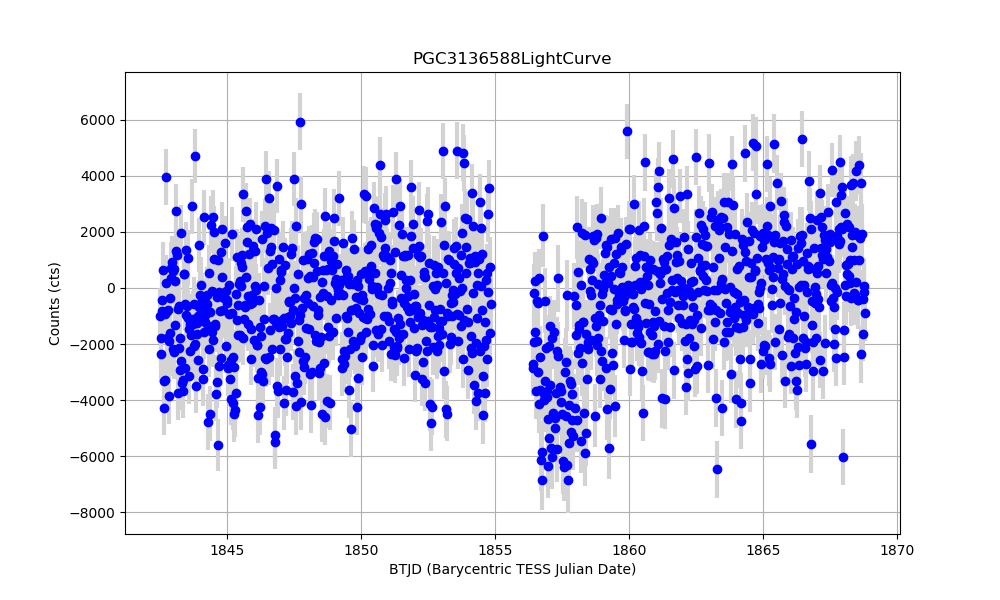 PGC3136588LightCurve
Counts (cts)
6000
4000
2000
0
−2000
−4000
−6000
−8000
1845 1850 1855 1860 1865 1870
BTJD (Barycentric TESS Julian Date)